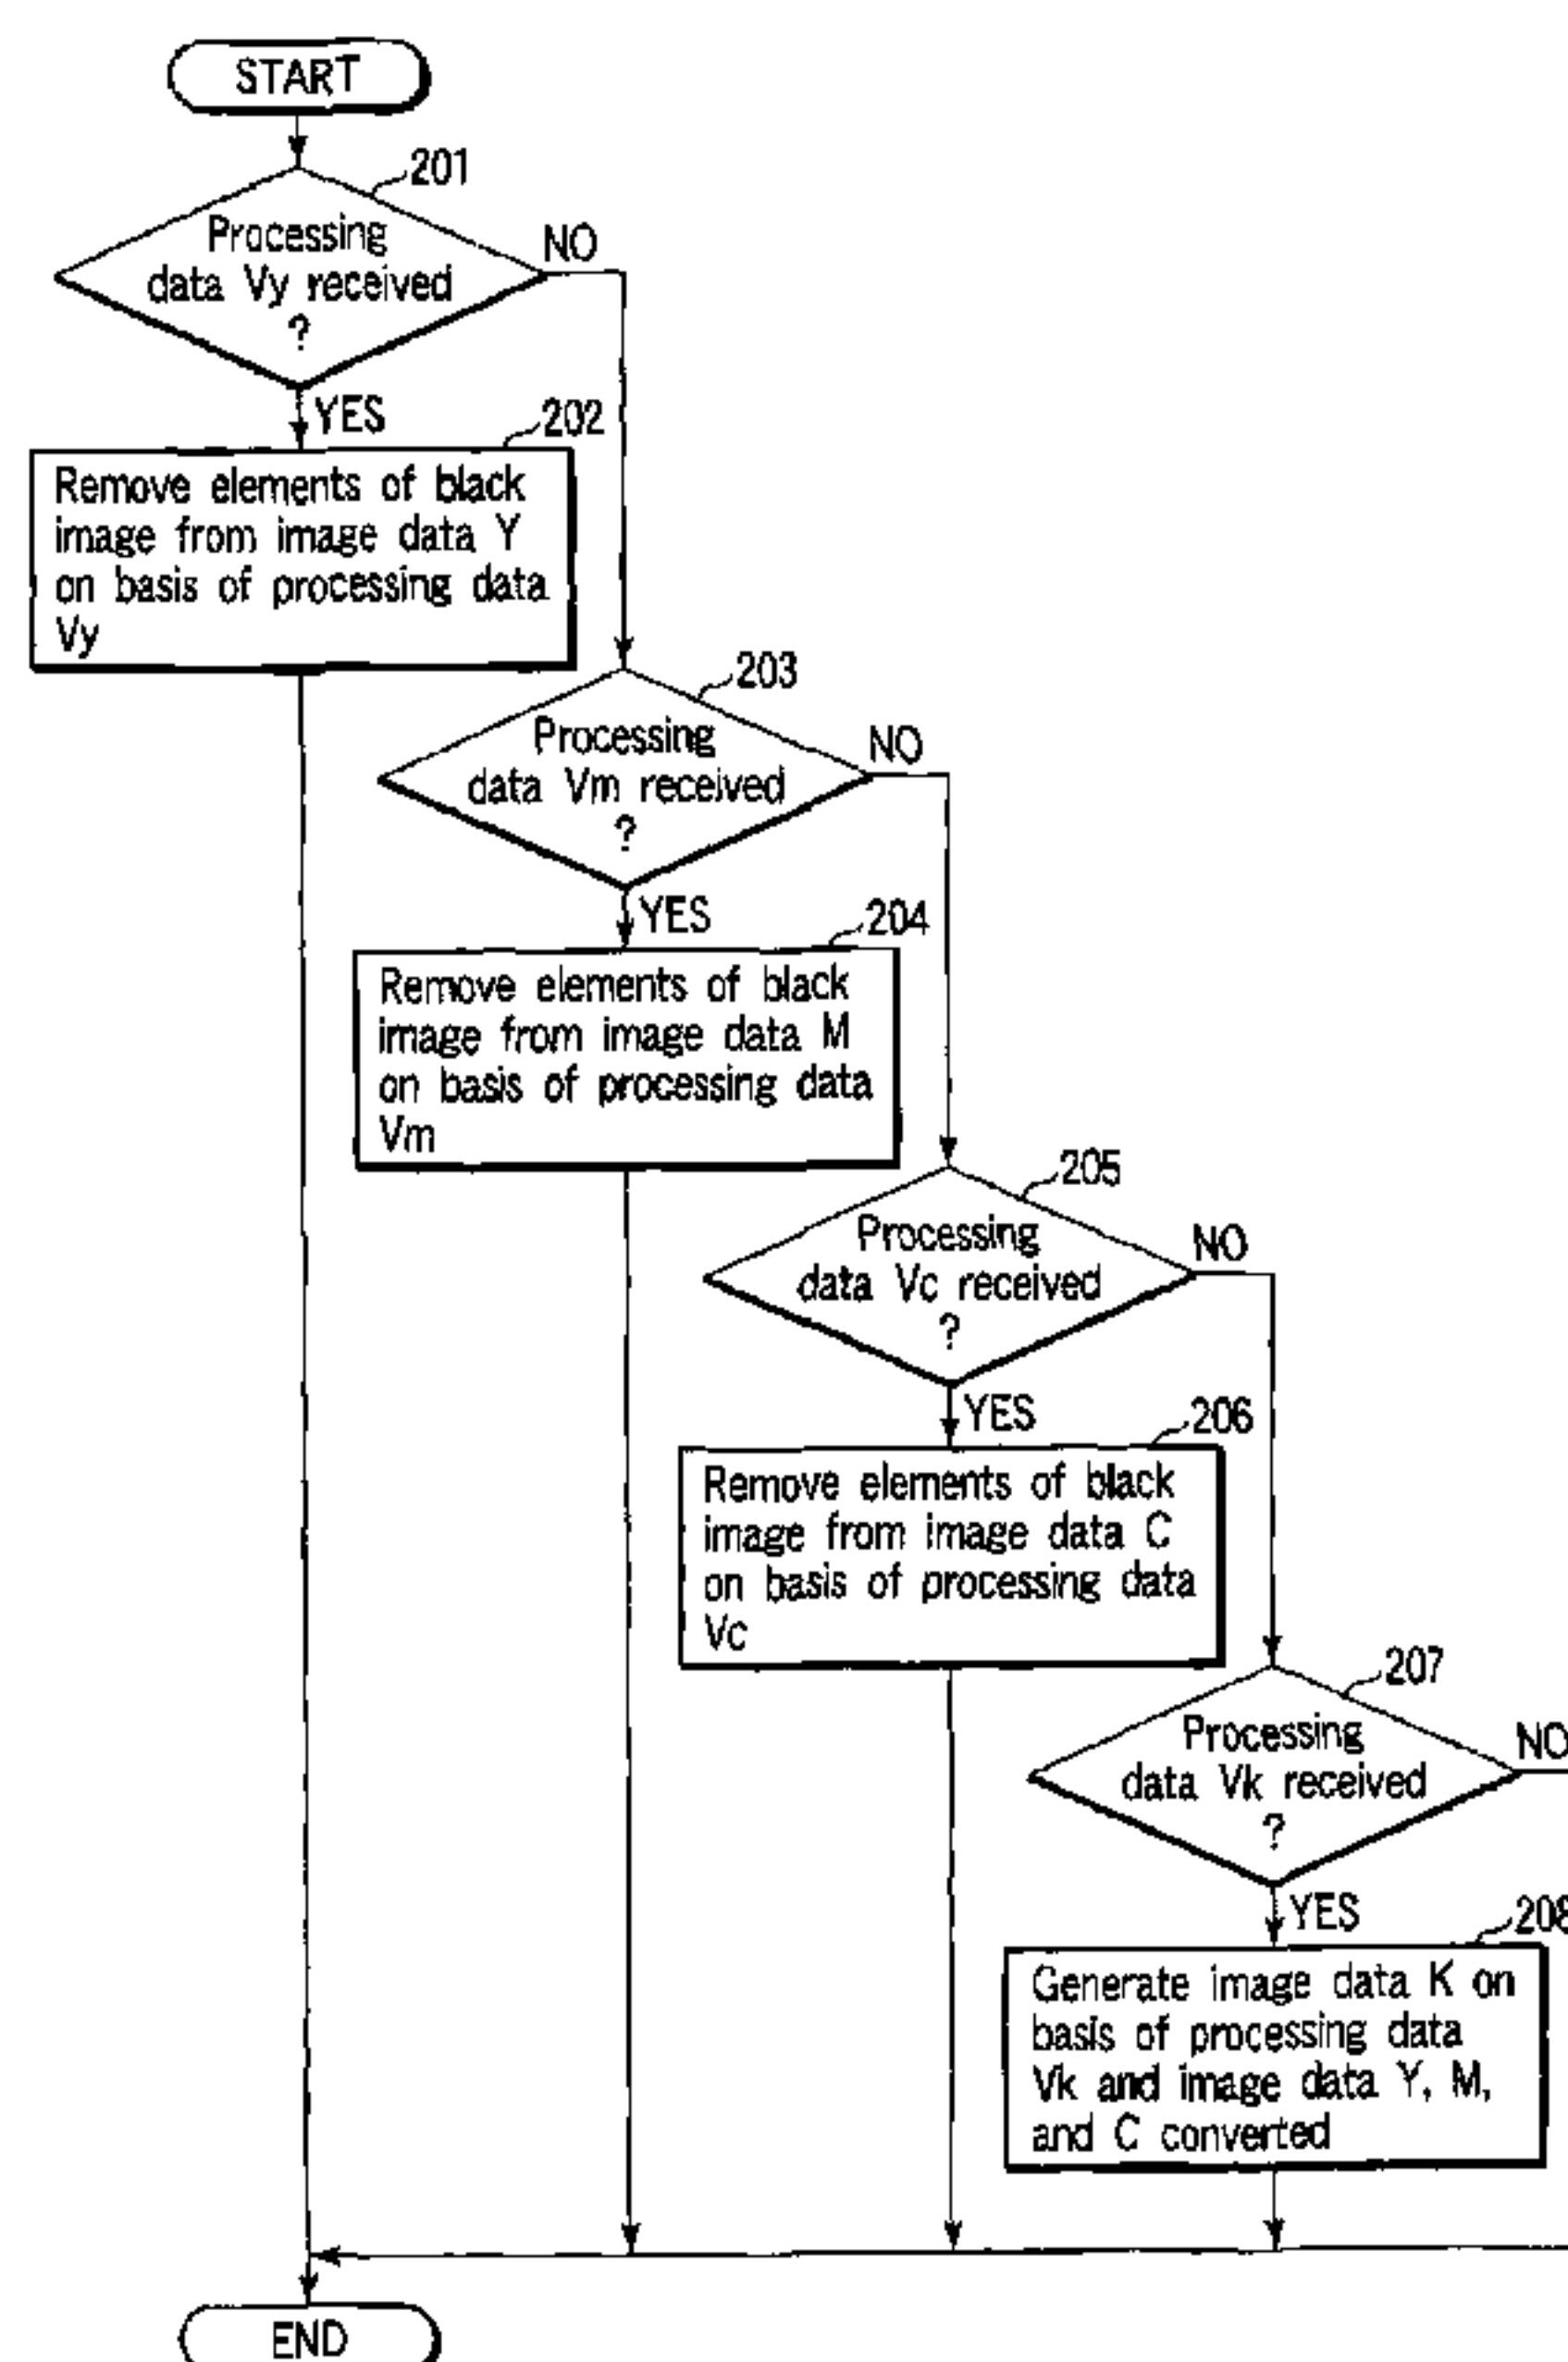 START
201
Processing
data Vy received
?
NO
YES
202
Remove elements of black
image from image data Y
on basis of processing data
Vy
203
Processing
data Vm received
?
NO
YES
204
Remove elements of black
image from image data M
on basis of processing data
Vm
205
Processing
data Vc received
?
NO
YES
206
Remove elements of black
image from image data C
on basis of processing data
Vc
207
Processing
data Vk received
?
NO
YES
208
Generate image data K on
basis of processing data
Vk and image data Y, M,
and C converted
END